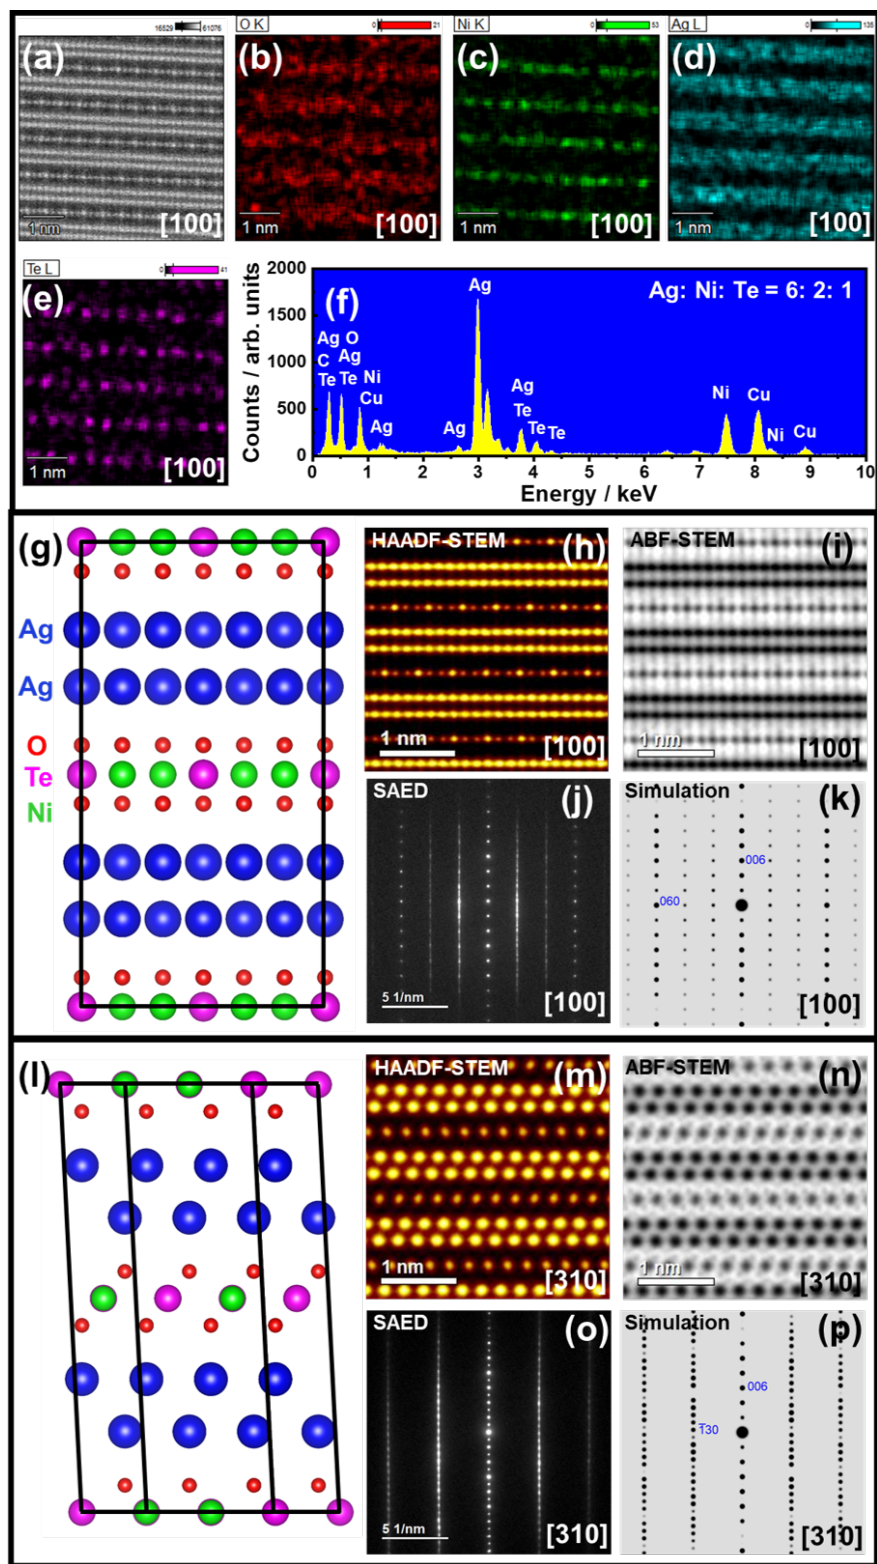 16529 61076
(a)
1 nm
[100]
O K
0 21
(b)
1 nm
[100]
Ni K
0 53
(c)
1 nm
[100]
Ag L
0 135
(d)
1 nm
[100]
Te L
0 41
(e)
1 nm
[100]
(f)
Ag: Ni: Te = 6: 2: 1
Counts / arb. units
2000
1500
1000
500
0
Ag O
C Ag
Te Te
Ni
Cu
Ag
Ag
Ag
Ag
Te
Te
Te
Ni
Cu
Ni
Cu
0 1 2 3 4 5 6 7 8 9 10
Energy / keV
(g)
Ag
Ag
O
Te
Ni
HAADF-STEM
(h)
1 nm
[100]
ABF-STEM
(i)
1 nm
[100]
SAED
(j)
5 1/nm
[100]
Simulation
(k)
006
060
[100]
(l)
HAADF-STEM
(m)
1 nm
[310]
ABF-STEM
(n)
1 nm
[310]
SAED
(o)
5 1/nm
[310]
Simulation
(p)
006
1̅30
[310]